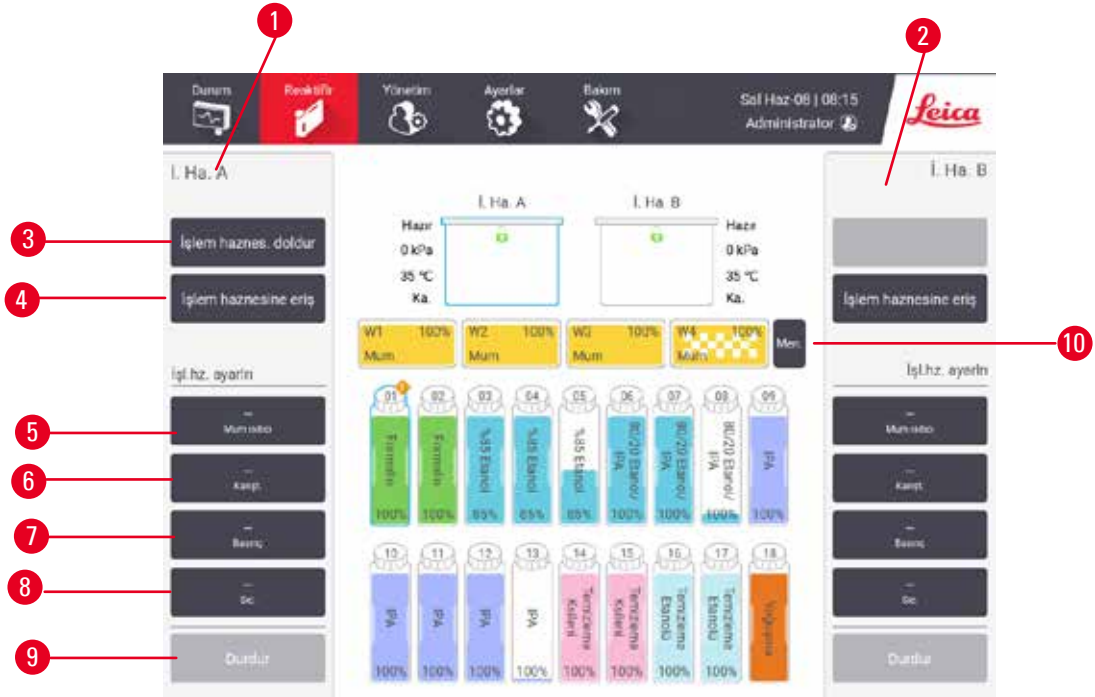 1
2
Durum
Reaktifir
Yönetim
Ayarlar
Bakım
Sal Haz-08 | 08:15
Administrator
Leica
İ. Ha. A
İ. Ha. B
3
İşlem haznes. doldur
4
İşlem haznesine eriş
İşlem haznesine eriş
İ. Ha. A
İ. Ha. B
Hazır
0 kPa
35 °C
Ka.
Hazır
0 kPa
35 °C
Ka.
W1 100%
Mum
W2 100%
Mum
W3 100%
Mum
W4 100%
Mum
Men.
10
İşl.hz. ayarın
İşl.hz. ayarın
5
--
Mum ısıtıcı
--
Mum ısıtıcı
6
--
Karışt.
--
Karışt.
7
--
Basınç
--
Basınç
8
--
Sıc.
--
Sıc.
9
Durdur
Durdur
01
Formalin
100%
02
Formalin
100%
03
%85 Etanol
85%
04
%85 Etanol
85%
05
%85 Etanol
85%
06
80/20 Etanol/
IPA
100%
07
80/20 Etanol/
IPA
100%
08
80/20 Etanol/
IPA
100%
09
IPA
100%
10
IPA
100%
11
IPA
100%
12
IPA
100%
13
IPA
100%
14
Temizleme
Ksileni
100%
15
Temizleme
Ksileni
100%
16
Temizleme
Etanolü
100%
17
Temizleme
Etanolü
100%
18
Yoğuşma